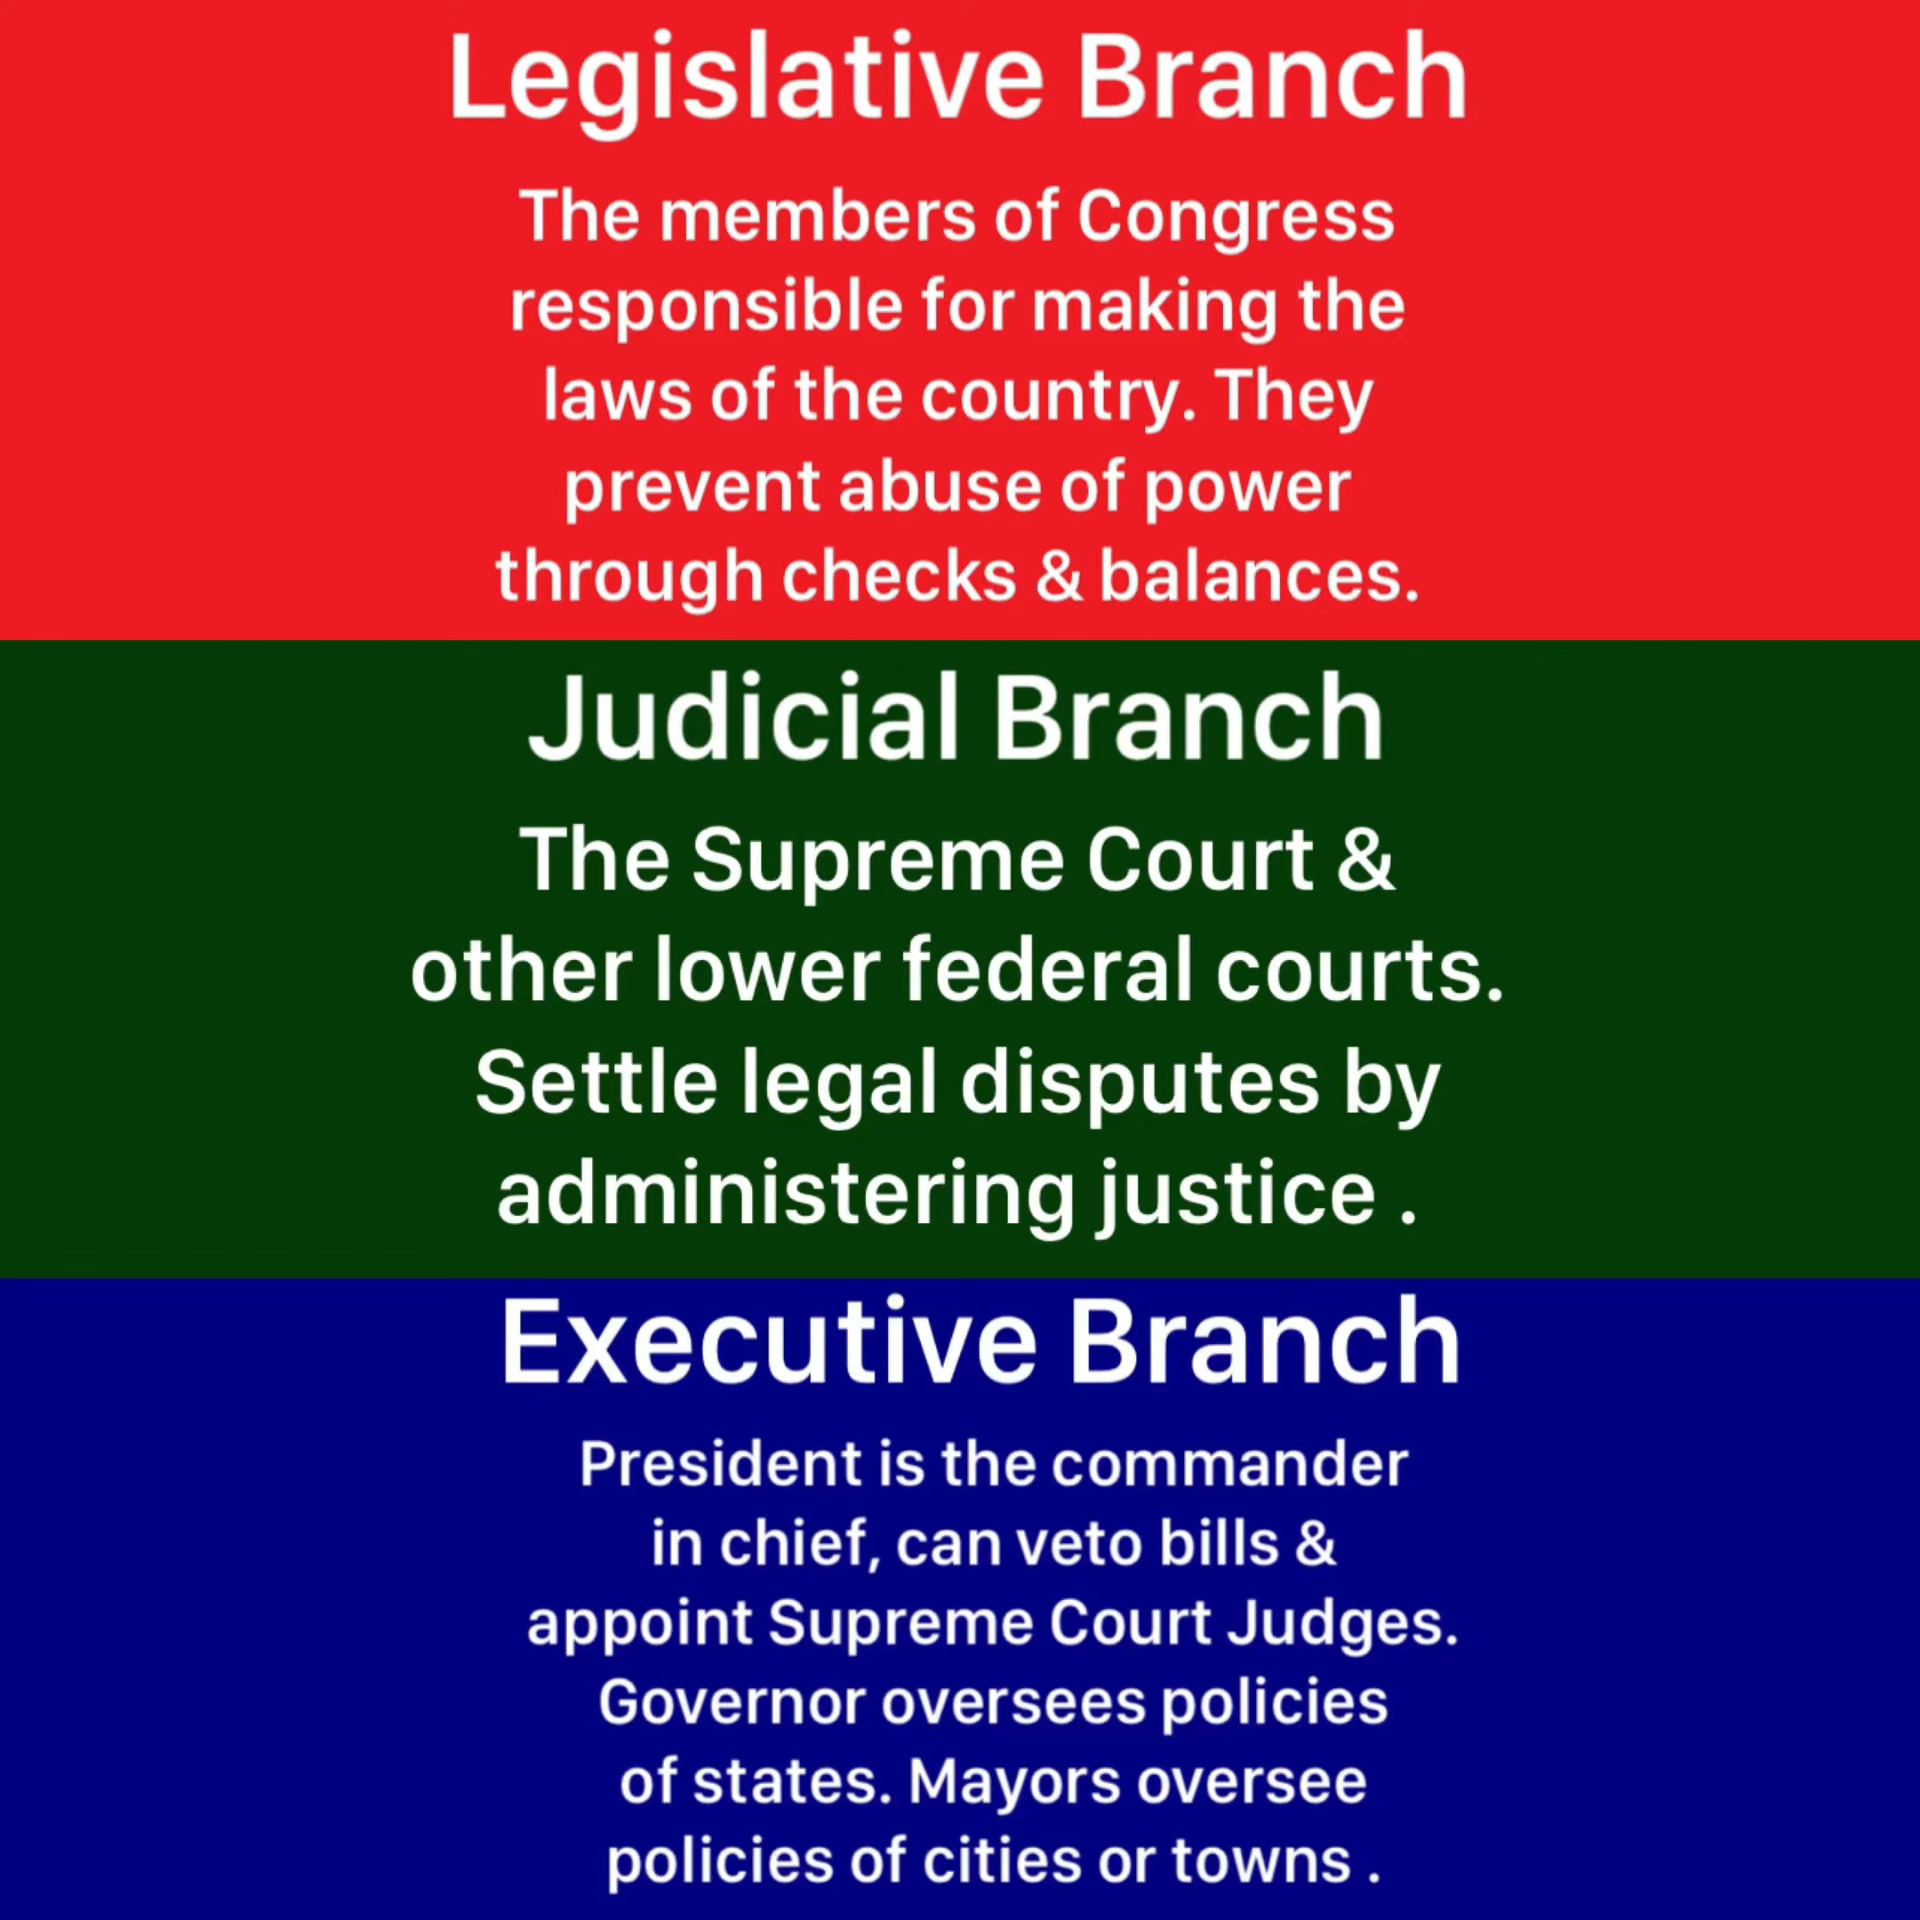 Legislative Branch
The members of Congress
responsible for making the
laws of the country. They
prevent abuse of power
through checks & balances.
Judicial Branch
The Supreme Court &
other lower federal courts.
Settle legal disputes by
administering justice .
Executive Branch
President is the commander
in chief, can veto bills &
appoint Supreme Court Judges.
Governor oversees policies
of states. Mayors oversee
policies of cities or towns .